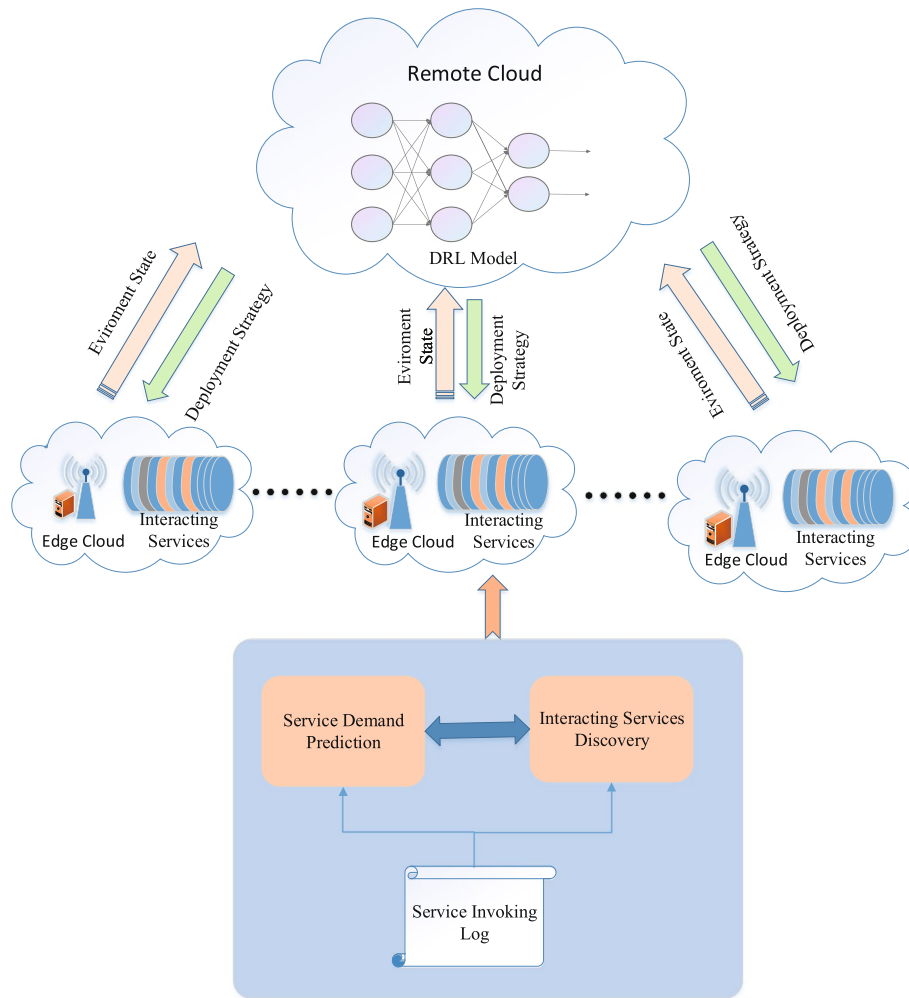 Remote Cloud
DRL Model
Eviroment State
Deployment Strategy
Eviroment
State
Deployment
Strategy
Eviroment State
Deployment Strategy
Interacting
Services
Edge Cloud
Interacting
Services
Edge Cloud
Interacting
Services
Edge Cloud
Service Demand
Prediction
Interacting Services
Discovery
Service Invoking
Log